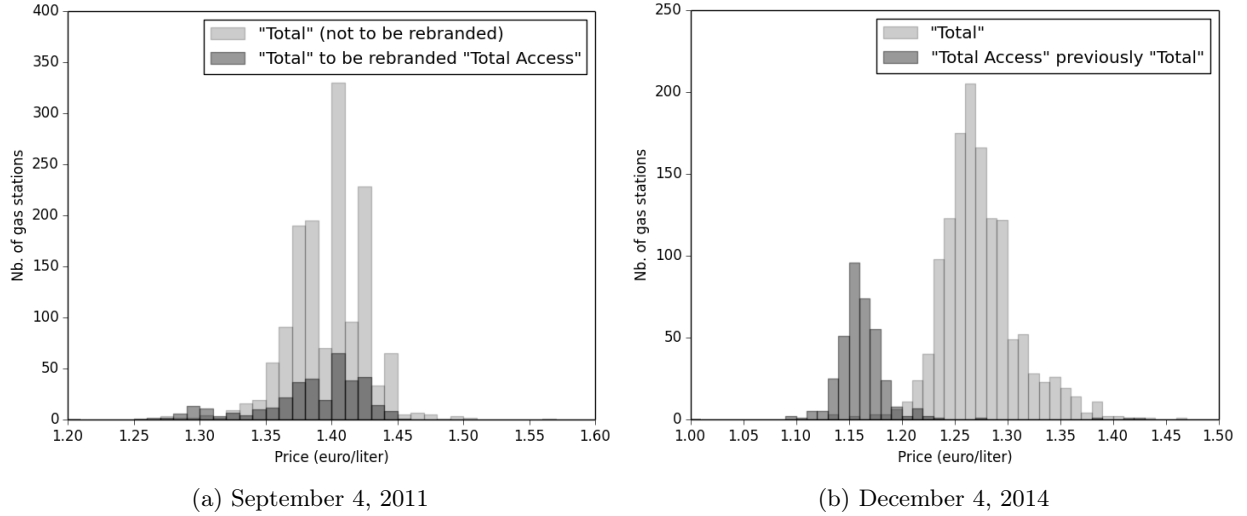 400
350
300
250
200
150
100
50
0
Nb. of gas stations
"Total" (not to be rebranded)
"Total" to be rebranded "Total Access"
1.20 1.25 1.30 1.35 1.40 1.45 1.50 1.55 1.60
Price (euro/liter)
(a) September 4, 2011
250
200
150
100
50
0
Nb. of gas stations
"Total"
"Total Access" previously "Total"
1.00 1.05 1.10 1.15 1.20 1.25 1.30 1.35 1.40 1.45 1.50
Price (euro/liter)
(b) December 4, 2014